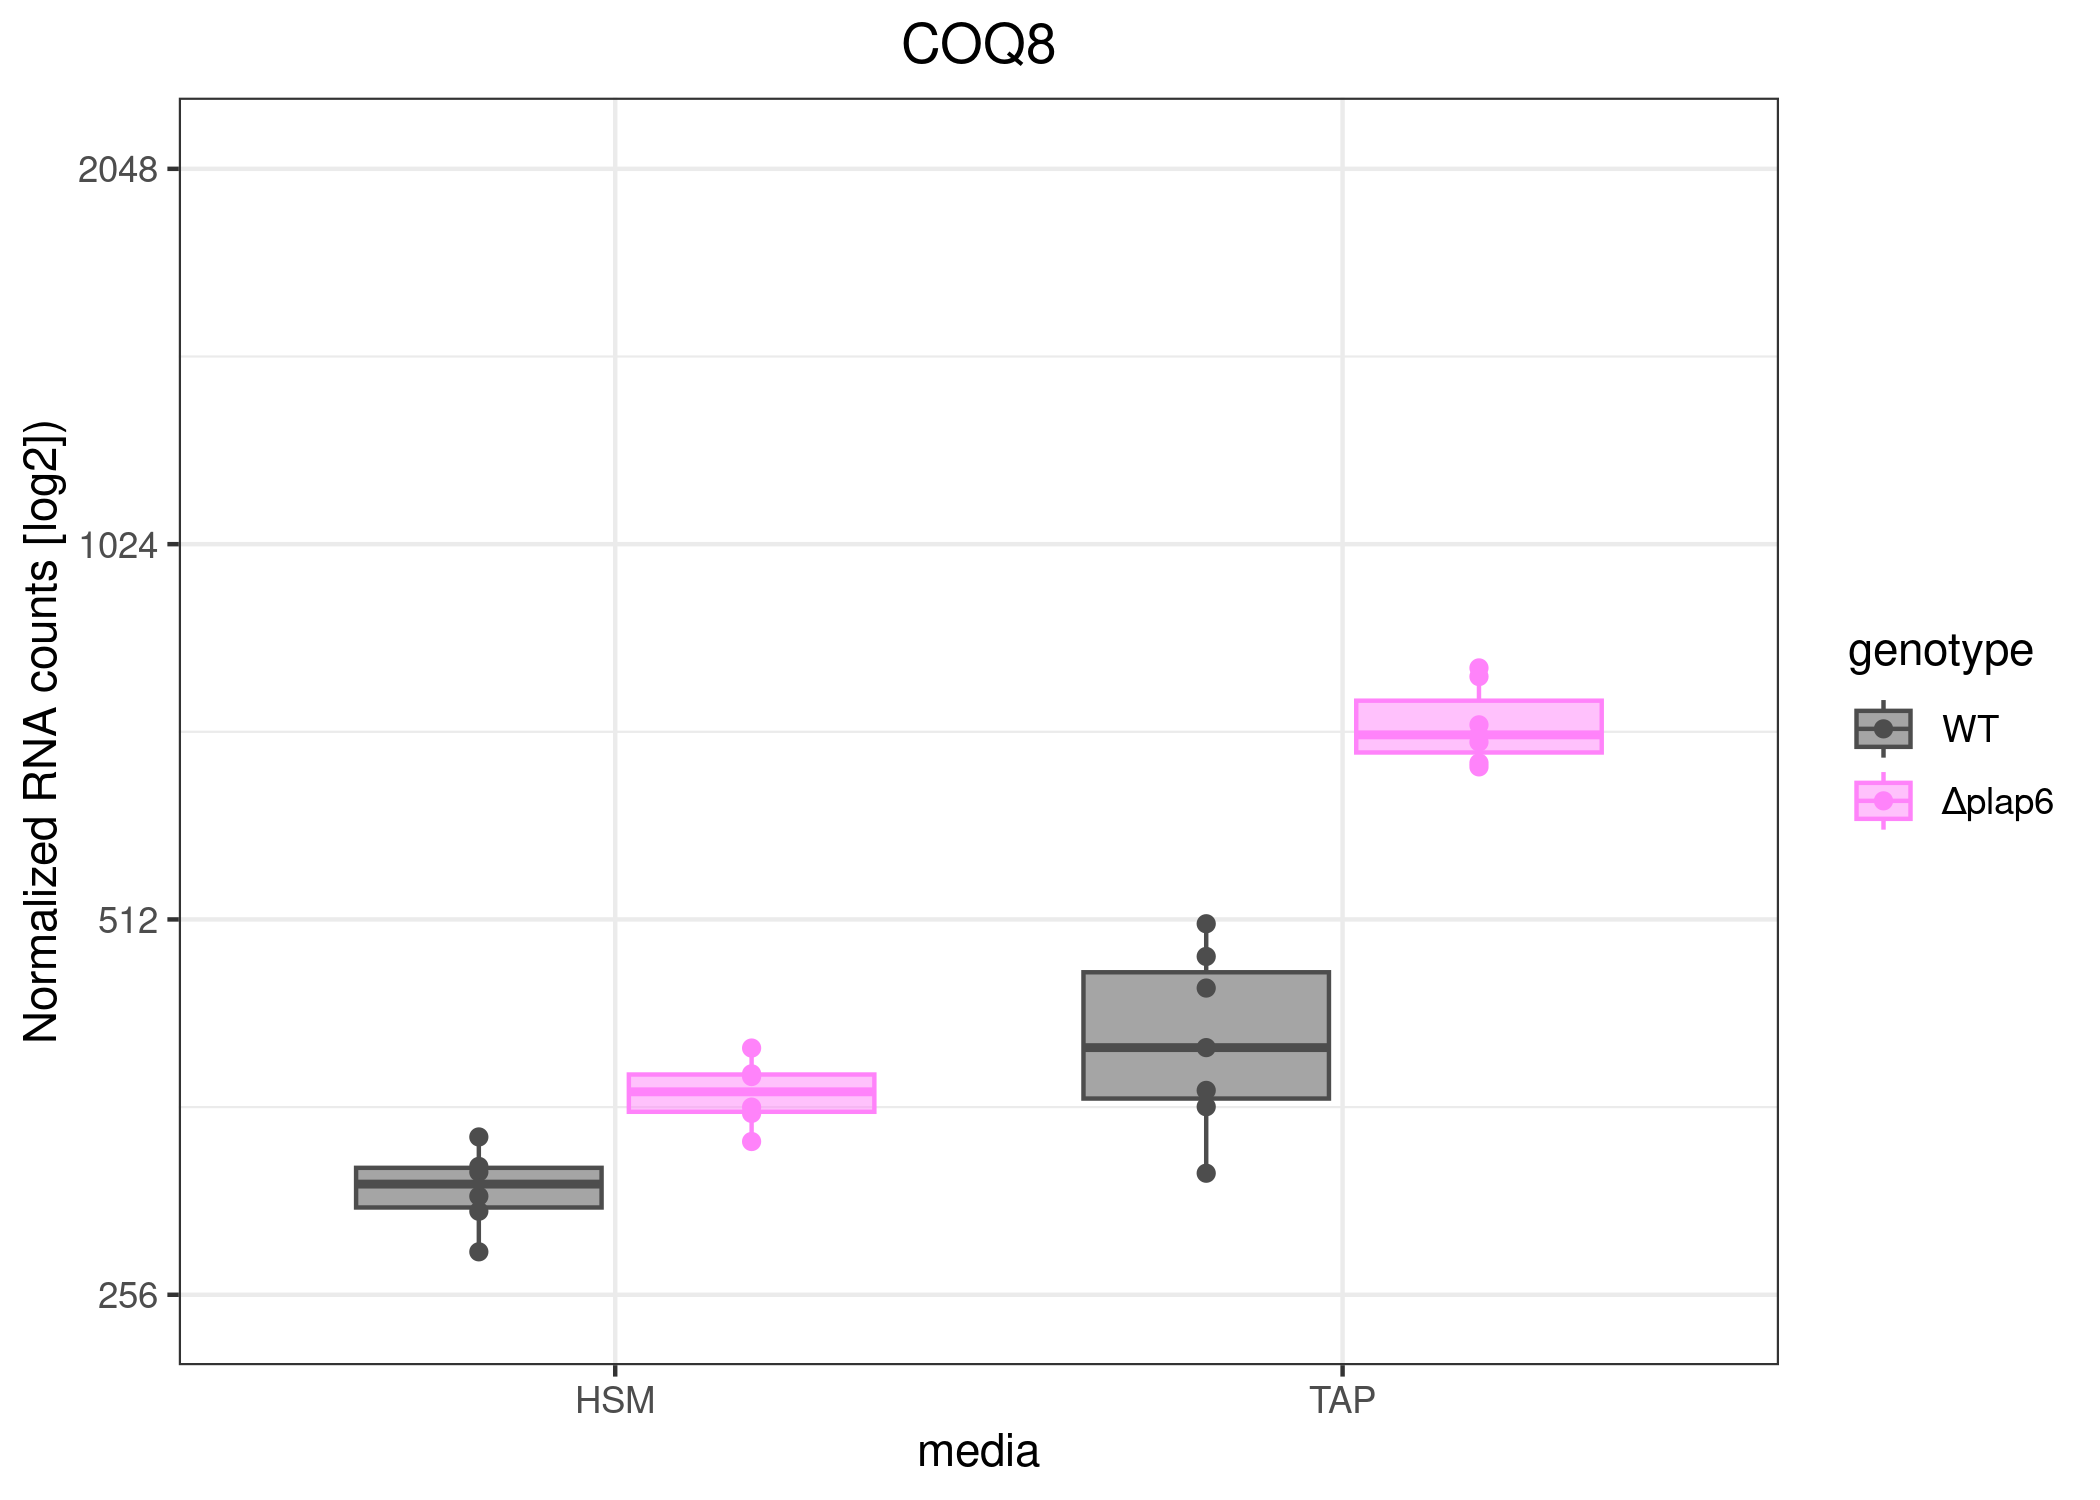 COQ8
Normalized RNA counts [log2])
2048
1024
512
256
HSM
TAP
media
genotype
WT
Δplap6